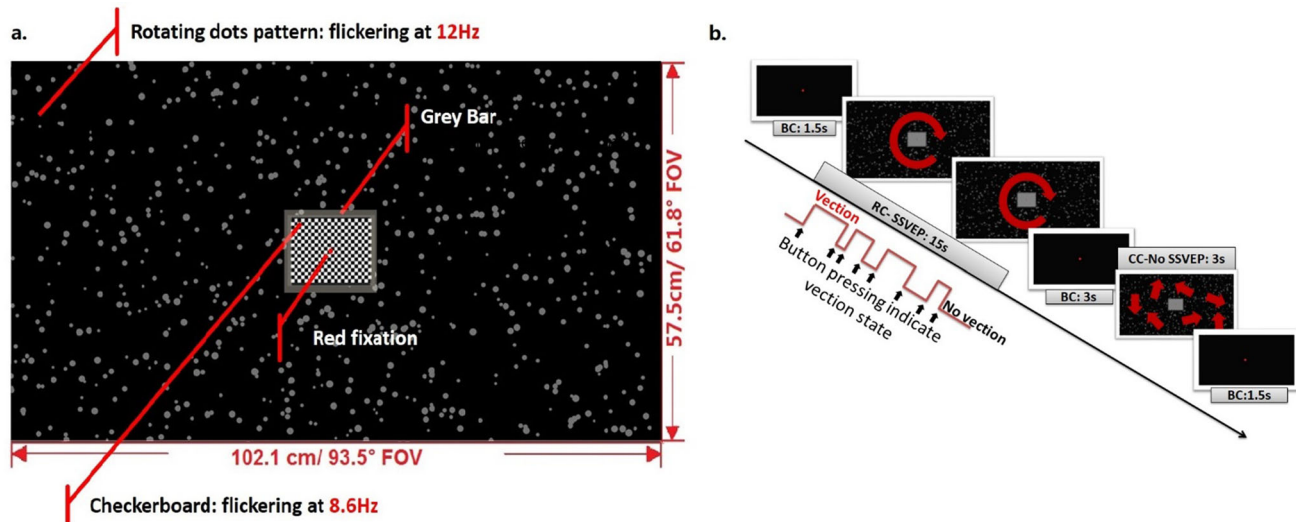 a.
Rotating dots pattern: flickering at 12Hz
Grey Bar
Red fixation
57.5cm/ 61.8° FOV
102.1 cm/ 93.5° FOV
Checkerboard: flickering at 8.6Hz
b.
BC: 1.5s
RC- SSVEP: 15s
Vection
Button pressing indicate
vection state
No vection
BC: 3s
CC-No SSVEP: 3s
BC:1.5s